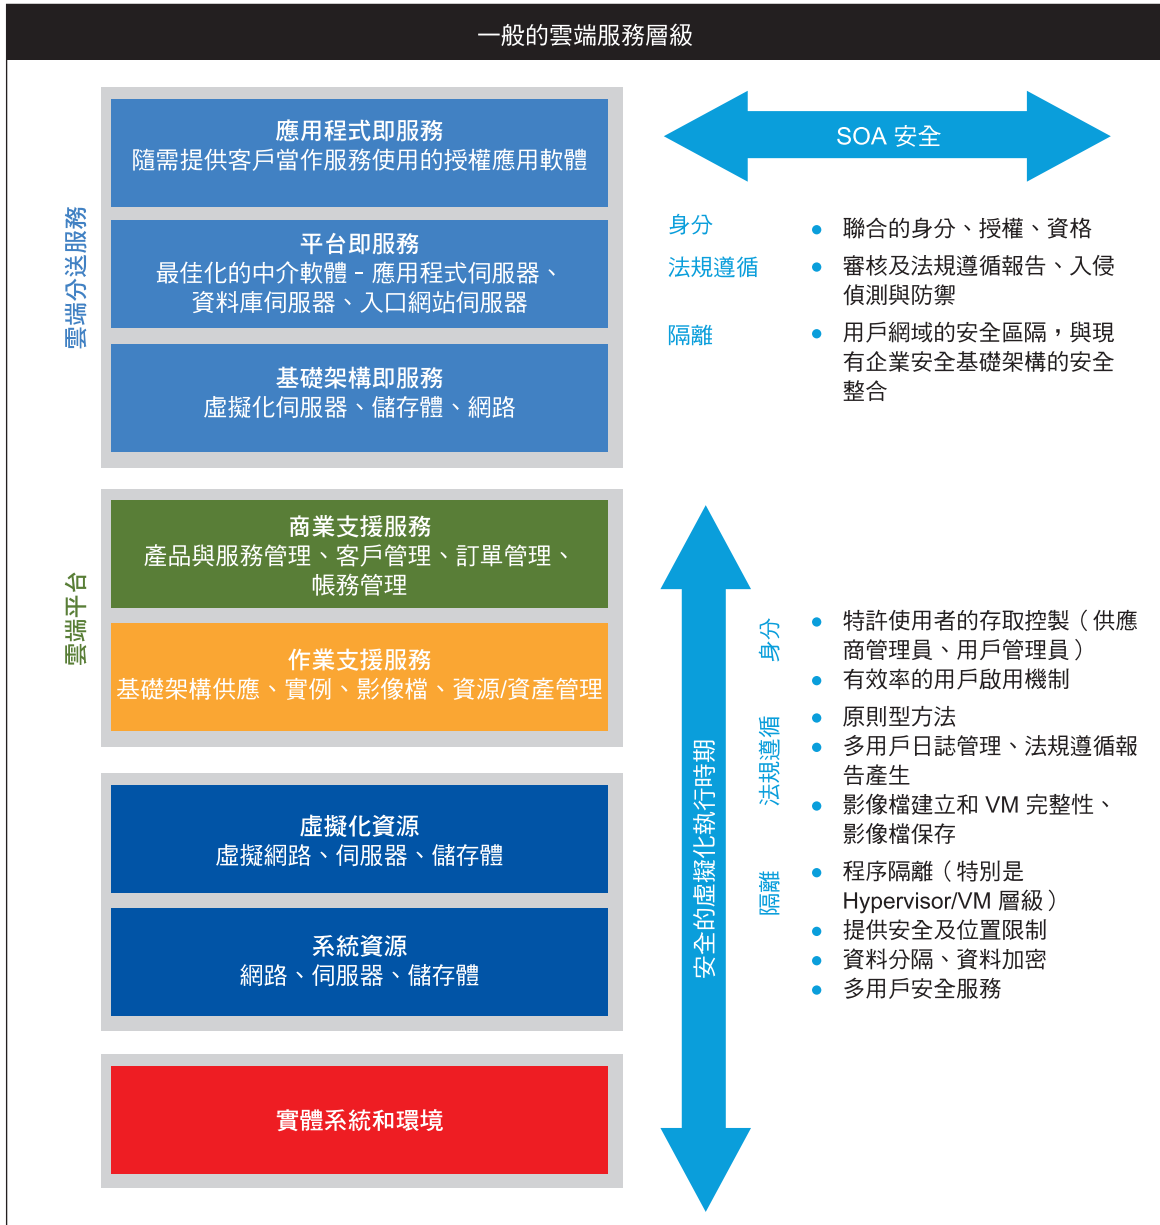 一般的雲端服務層級
雲端分送服務
應用程式即服務
隨需提供客戶當作服務使用的授權應用軟體
平台即服務
最佳化的中介軟體 - 應用程式伺服器、
資料庫伺服器、入口網站伺服器
基礎架構即服務
虛擬化伺服器、儲存體、網路
SOA 安全
身分
● 聯合的身分、授權、資格
法規遵循
● 審核及法規遵循報告、入侵
偵測與防禦
隔離
● 用戶網域的安全區隔，與現
有企業安全基礎架構的安全
整合
雲端平台
商業支援服務
產品與服務管理、客戶管理、訂單管理、
帳務管理
作業支援服務
基礎架構供應、實例、影像檔、資源/資產管理
虛擬化資源
虛擬網路、伺服器、儲存體
系統資源
網路、伺服器、儲存體
實體系統和環境
安全的虛擬化執行時期
身分
● 特許使用者的存取控製（供應
商管理員、用戶管理員）
● 有效率的用戶啟用機制
法規遵循
● 原則型方法
● 多用戶日誌管理、法規遵循報
告產生
● 影像檔建立和 VM 完整性、
影像檔保存
隔離
● 程序隔離（特別是
Hypervisor/VM 層級）
● 提供安全及位置限制
● 資料分隔、資料加密
● 多用戶安全服務